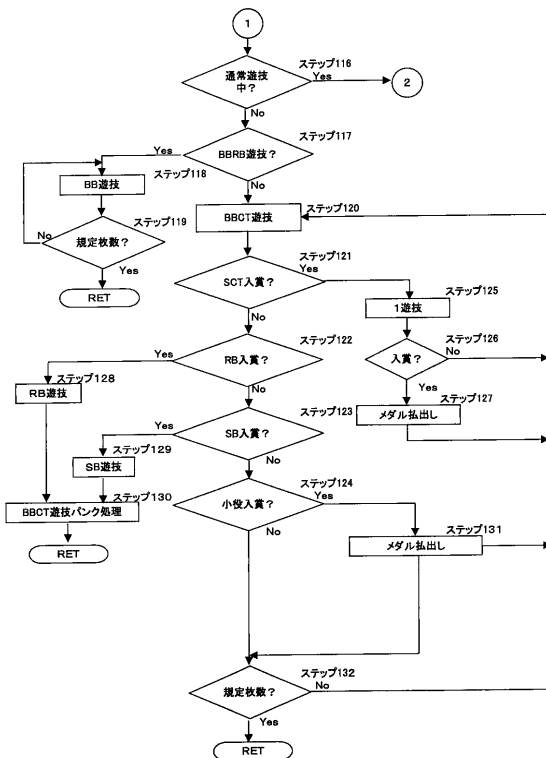 1
ステップ116
通常遊技
中？
Yes
2
No
ステップ117
Yes
BBRB遊技？
BB遊技
ステップ118
No
ステップ120
BBCT遊技
ステップ119
No
規定枚数？
Yes
RET
ステップ121
Yes
SCT入賞？
ステップ125
1遊技
No
ステップ122
ステップ126
入賞？
No
Yes
RB入賞？
Yes
ステップ127
ステップ128
RB遊技
No
メダル払出し
ステップ123
Yes
SB入賞？
ステップ129
SB遊技
No
ステップ124
Yes
ステップ130
小役入賞？
BBCT遊技パンク処理
No
ステップ131
メダル払出し
RET
ステップ132
規定枚数？
No
Yes
RET